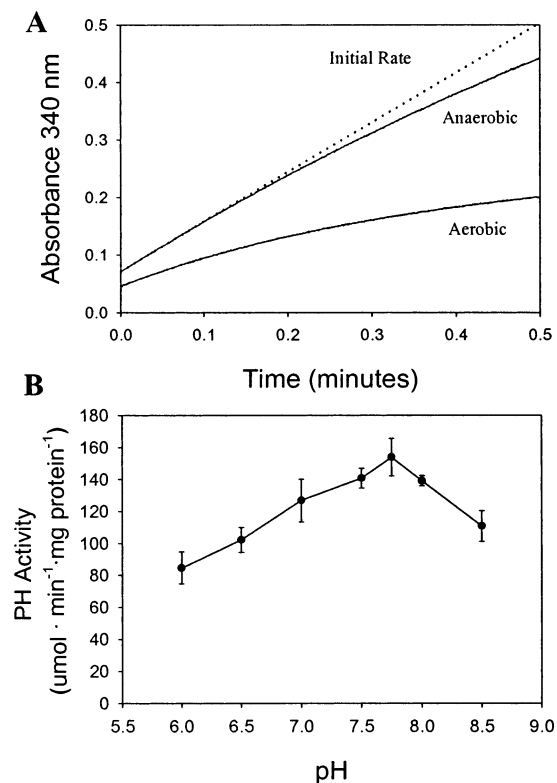 A
Absorbance 340 nm
0.5
0.4
0.3
0.2
0.1
0.0
Initial Rate
Anaerobic
Aerobic
0.0 0.1 0.2 0.3 0.4 0.5
Time (minutes)
B
PH Activity
(umol · min⁻¹·mg protein⁻¹)
180
160
140
120
100
80
60
40
20
0
5.5 6.0 6.5 7.0 7.5 8.0 8.5 9.0
pH